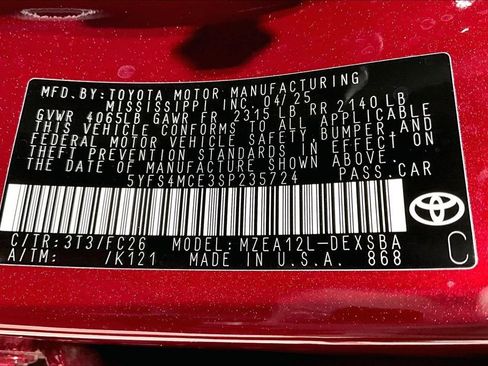 MFD.BY:TOYOTA MOTOR MANUFACTURING
MISSISSIPPI INC. 04/25
GVWR 4065LB GAWR FR 2315 LB RR 2140LB
THIS VEHICLE CONFORMS TO ALL APPLICABLE
FEDERAL MOTOR VEHICLE SAFETY, BUMPER, AND
THEFT PREVENTION STANDARDS IN EFFECT ON
THE DATE OF MANUFACTURE SHOWN ABOVE.
5YFS4MCE3SP235724 PASS.CAR
C/TR:3T3/FC26 MODEL:MZEA12L-DEXSBA
A/TM: /K121 MADE IN U.S.A. 868 C